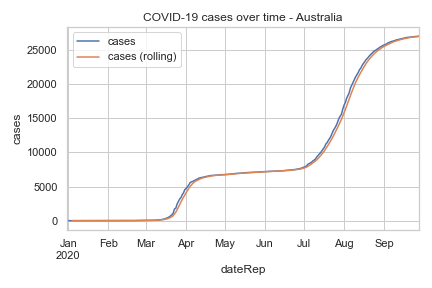 COVID-19 cases over time - Australia
cases
cases (rolling)
25000
20000
15000
10000
5000
0
cases
Jan Feb Mar Apr May Jun Jul Aug Sep
2020
dateRep